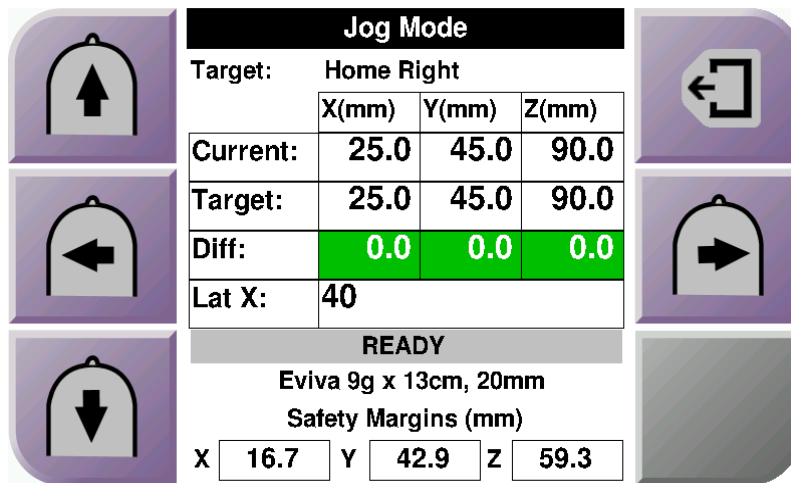 Jog Mode
Target: Home Right
X(mm) Y(mm) Z(mm)
Current: 25.0 45.0 90.0
Target: 25.0 45.0 90.0
Diff: 0.0 0.0 0.0
Lat X: 40
READY
Eviva 9g x 13cm, 20mm
Safety Margins (mm)
X 16.7 Y 42.9 Z 59.3